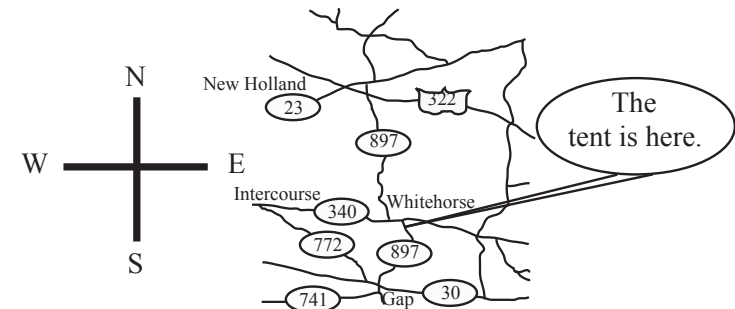 N
W
E
S
New Holland
23
322
The
tent is here.
897
Intercourse
340
Whitehorse
772
897
741
Gap
30